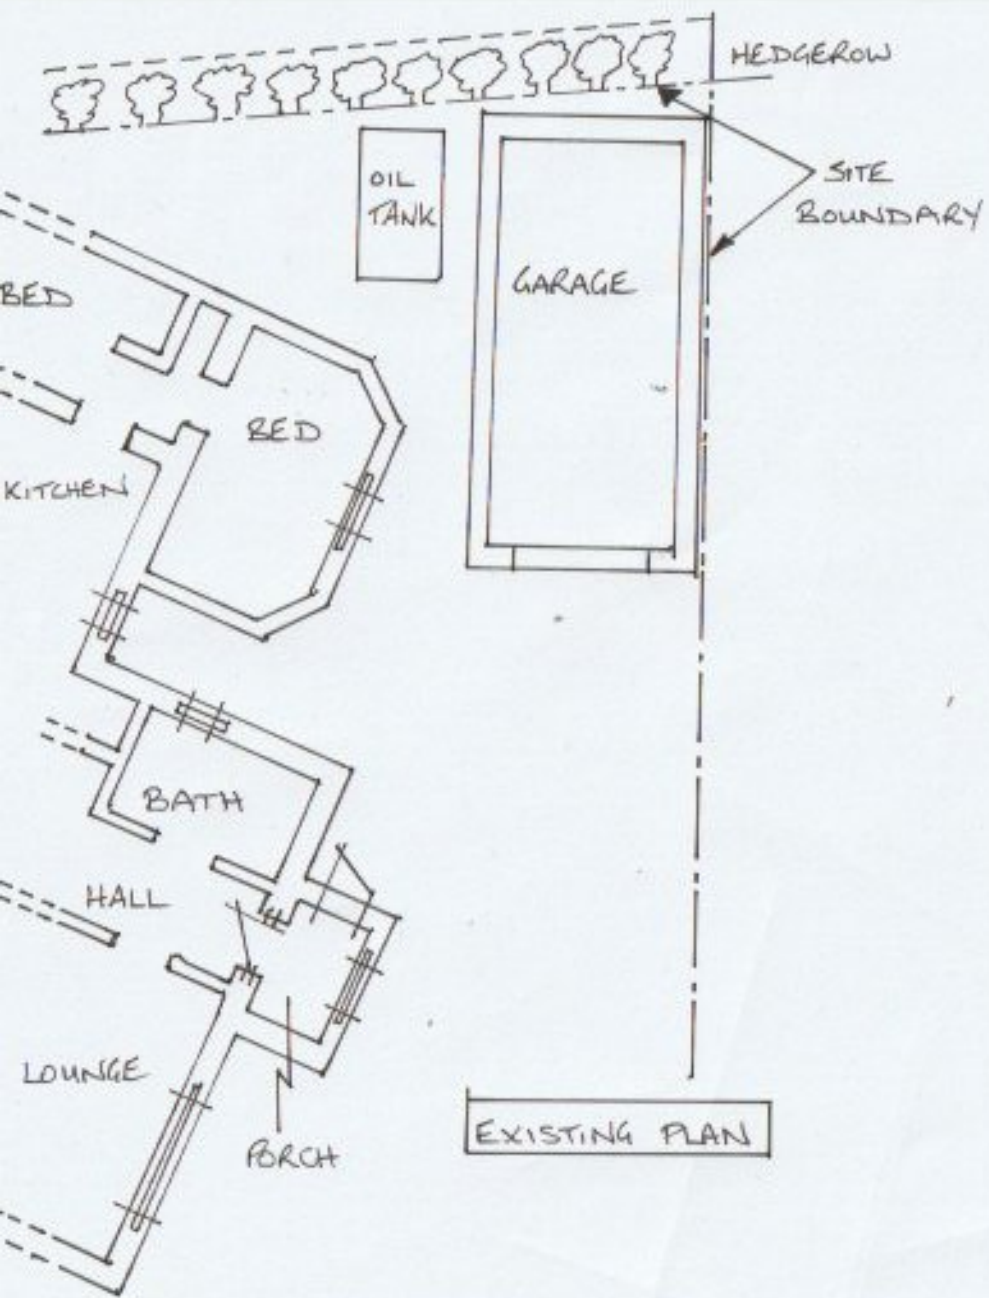 HEDGEROW
SITE
BOUNDARY
OIL
TANK
GARAGE
BED
BED
KITCHEN
BATH
HALL
LOUNGE
PORCH
EXISTING PLAN